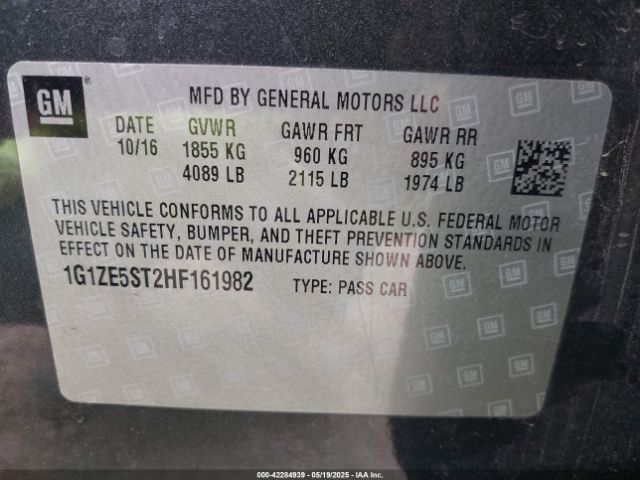 GM ®
MFD BY GENERAL MOTORS LLC
DATE GVWR GAWR FRT GAWR RR
10/16 1855 KG 960 KG 895 KG
4089 LB 2115 LB 1974 LB
THIS VEHICLE CONFORMS TO ALL APPLICABLE U.S. FEDERAL MOTOR
VEHICLE SAFETY, BUMPER, AND THEFT PREVENTION STANDARDS IN
EFFECT ON THE DATE OF MANUFACTURE SHOWN ABOVE.
1G1ZE5ST2HF161982 TYPE: PASS CAR
000-42284939 - 05/19/2025 - IAA Inc.